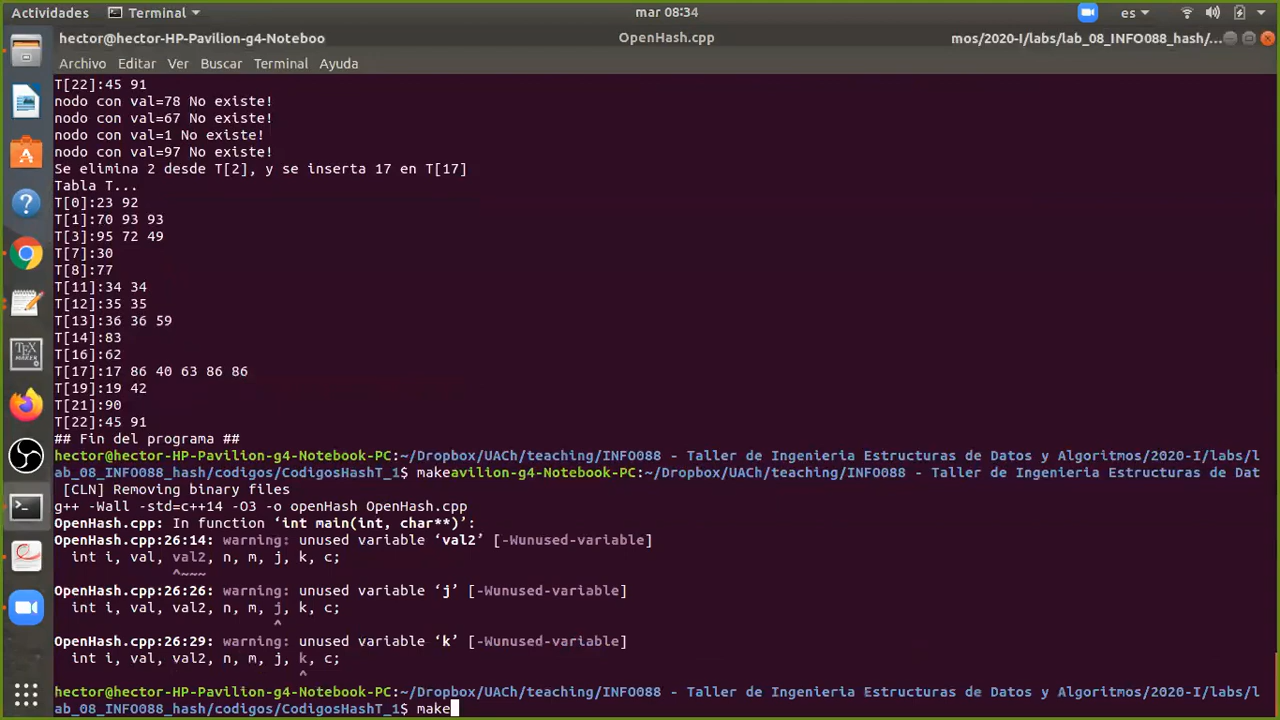 Actividades
Terminal
mar 08:34
es
hector@hector-HP-Pavilion-g4-Noteboo
OpenHash.cpp
mos/2020-I/labs/lab_08_INFO088_hash/...
Archivo Editar Ver Buscar Terminal Ayuda
T[22]:45 91
nodo con val=78 No existe!
nodo con val=67 No existe!
nodo con val=1 No existe!
nodo con val=97 No existe!
Se elimina 2 desde T[2], y se inserta 17 en T[17]
Tabla T...
T[0]:23 92
T[1]:70 93 93
T[3]:95 72 49
T[7]:30
T[8]:77
T[11]:34 34
T[12]:35 35
T[13]:36 36 59
T[14]:83
T[16]:62
T[17]:17 86 40 63 86 86
T[19]:19 42
T[21]:90
T[22]:45 91
## Fin del programa ##
hector@hector-HP-Pavilion-g4-Notebook-PC:~/Dropbox/UACh/teaching/INFO088 - Taller de Ingenieria Estructuras de Datos y Algoritmos/2020-I/labs/l
ab_08_INFO088_hash/codigos/CodigosHashT_1$ makeavilion-g4-Notebook-PC:~/Dropbox/UACh/teaching/INFO088 - Taller de Ingenieria Estructuras de Dat
[CLN] Removing binary files
g++ -Wall -std=c++14 -O3 -o openHash OpenHash.cpp
OpenHash.cpp: In function ‘int main(int, char**)’:
OpenHash.cpp:26:14: warning: unused variable ‘val2’ [-Wunused-variable]
int i, val, val2, n, m, j, k, c;
^~~~
OpenHash.cpp:26:26: warning: unused variable ‘j’ [-Wunused-variable]
int i, val, val2, n, m, j, k, c;
^
OpenHash.cpp:26:29: warning: unused variable ‘k’ [-Wunused-variable]
int i, val, val2, n, m, j, k, c;
^
hector@hector-HP-Pavilion-g4-Notebook-PC:~/Dropbox/UACh/teaching/INFO088 - Taller de Ingenieria Estructuras de Datos y Algoritmos/2020-I/labs/l
ab_08_INFO088_hash/codigos/CodigosHashT_1$ make